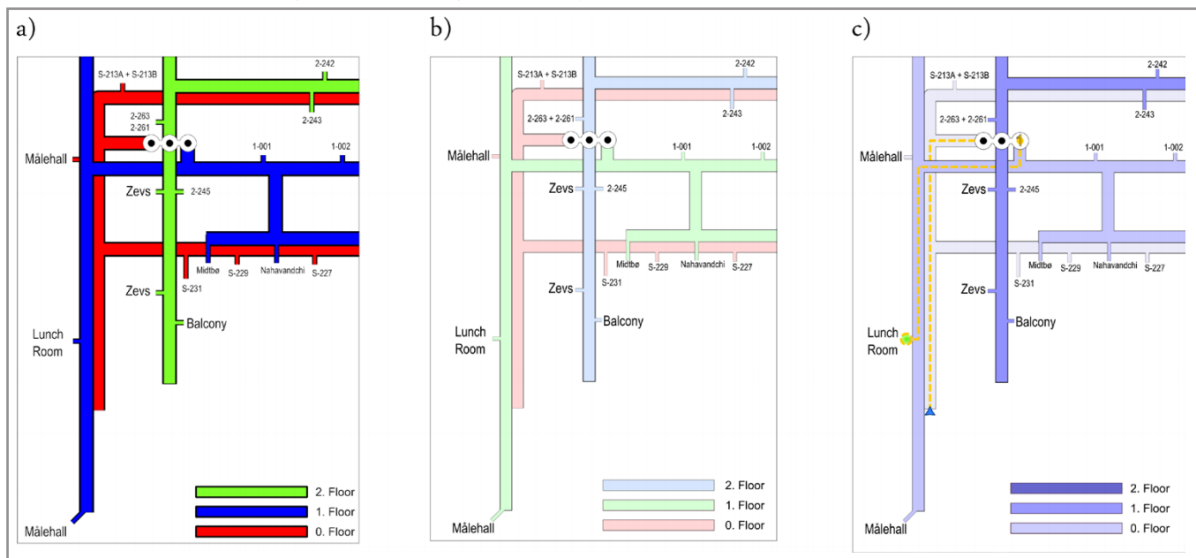 a)
S-213A + S-213B
2-242
2-263
2-261
2-243
Målehall
1-001
1-002
Zevs
2-245
Midtbø
S-229
Nahavandchi
S-227
S-231
Zevs
Balcony
Lunch
Room
2. Floor
1. Floor
0. Floor
Målehall
b)
S-213A + S-213B
2-242
2-263 + 2-261
2-243
Målehall
1-001
1-002
Zevs
2-245
Midtbø
S-229
Nahavandchi
S-227
S-231
Zevs
Balcony
Lunch
Room
2. Floor
1. Floor
0. Floor
Målehall
c)
S-213A + S-213B
2-242
2-263 + 2-261
2-243
Målehall
1-001
1-002
Zevs
2-245
Midtbø
S-229
Nahavandchi
S-227
S-231
Zevs
Balcony
Lunch
Room
2. Floor
1. Floor
0. Floor
Målehall